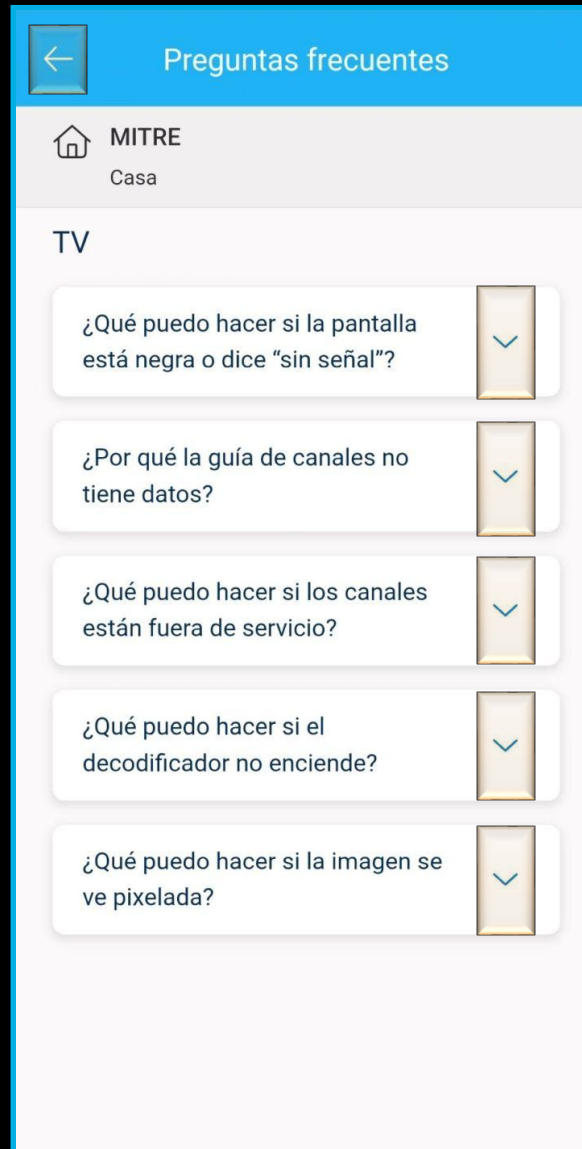 Preguntas frecuentes
MITRE
Casa
TV
¿Qué puedo hacer si la pantalla
está negra o dice “sin señal”?
¿Por qué la guía de canales no
tiene datos?
¿Qué puedo hacer si los canales
están fuera de servicio?
¿Qué puedo hacer si el
decodificador no enciende?
¿Qué puedo hacer si la imagen se
ve pixelada?